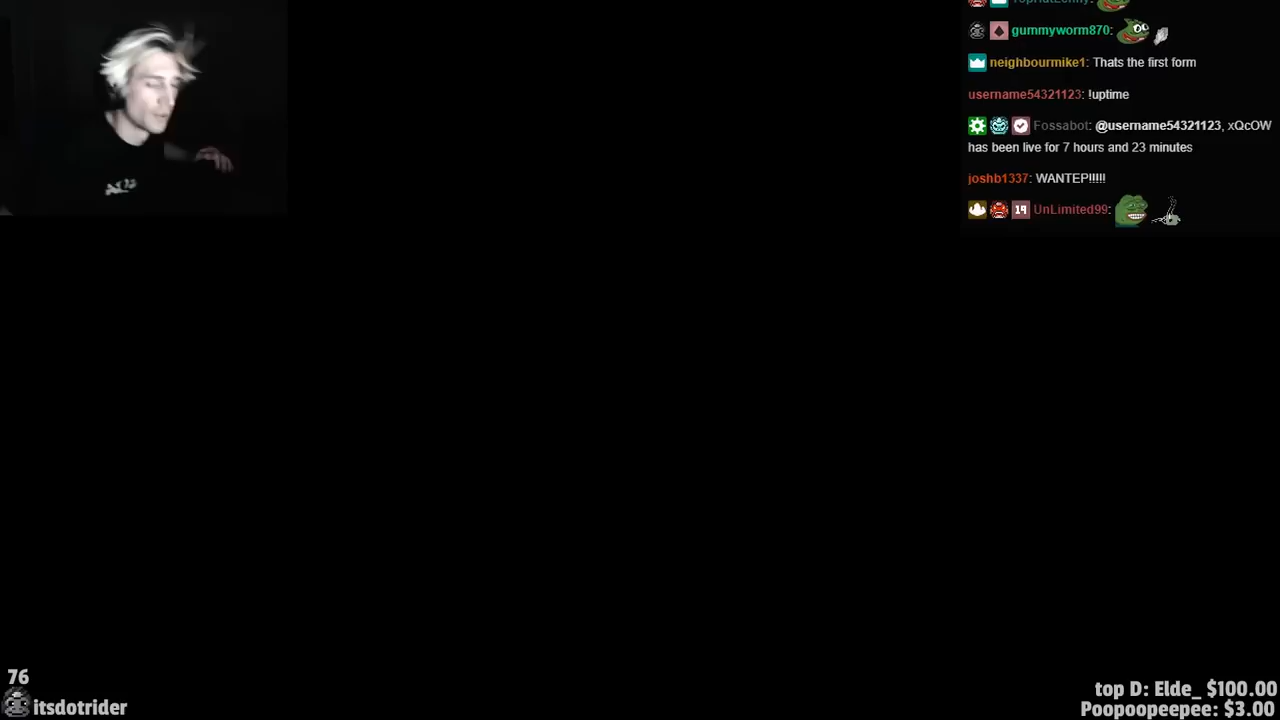 gummyworm870:
neighbourmike1: Thats the first form
username54321123: !uptime
Fossabot: @username54321123, xQcOW
has been live for 7 hours and 23 minutes
joshb1337: WANTEP!!!!!
19 UnLimited99:
76
itsdotrider
top D: Elde_ $100.00
Poopoopeepee: $3.00